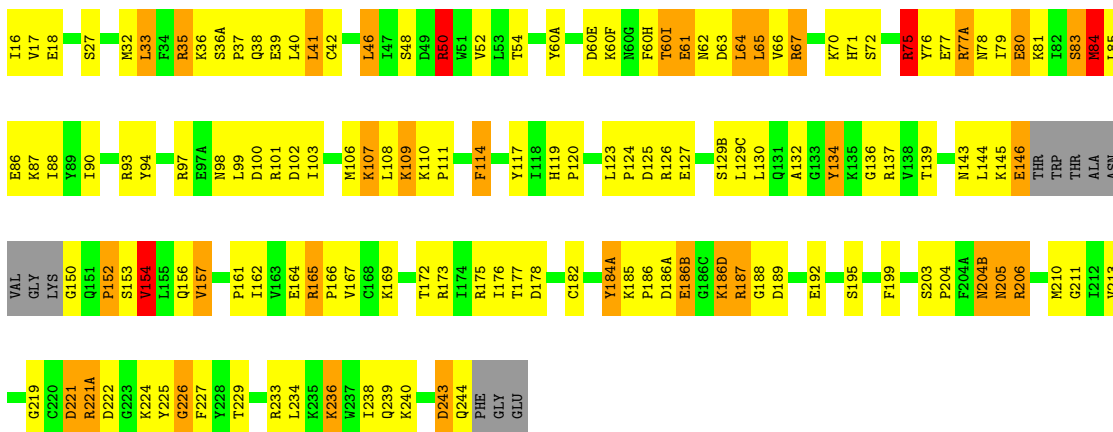 I16 V17 E18 S27 M32 L33 F34 R35 K36 S36A P37 Q38 E39 L40 L41 C42 L46 I47 S48 D49 R50 W51 V52 L53 T54 Y60A D60E K60F N60G F60H T60I E61 N62 D63 L64 L65 V66 R67 K70 H71 S72 R75 Y76 E77 R77A N78 I79 E80 K81 I82 S83 M84 L85
E86 K87 I88 Y89 I90 R93 Y94 R97 E97A N98 L99 D100 R101 D102 I103 M106 K107 L108 K109 K110 P111 F114 Y117 I118 H119 P120 L123 P124 D125 R126 E127 S129B L129C L130 Q131 A132 G133 Y134 K135 G136 R137 V138 T139 N143 L144 K145 E146 THR TRP THR ALA ASN
VAL GLY LYS G150 Q151 P152 S153 V154 L155 Q156 V157 P161 I162 V163 E164 R165 P166 V167 C168 K169 T172 R173 I174 R175 I176 T177 D178 C182 Y184A K185 P186 D186A E186B G186C K186D R187 G188 D189 E192 S195 F199 S203 P204 F204A N204B N205 R206 M210 G211 I212 V213
G219 C220 D221 R221A D222 G223 K224 Y225 G226 F227 Y228 T229 R233 L234 K235 K236 W237 I238 Q239 K240 D243 Q244 PHE GLY GLU